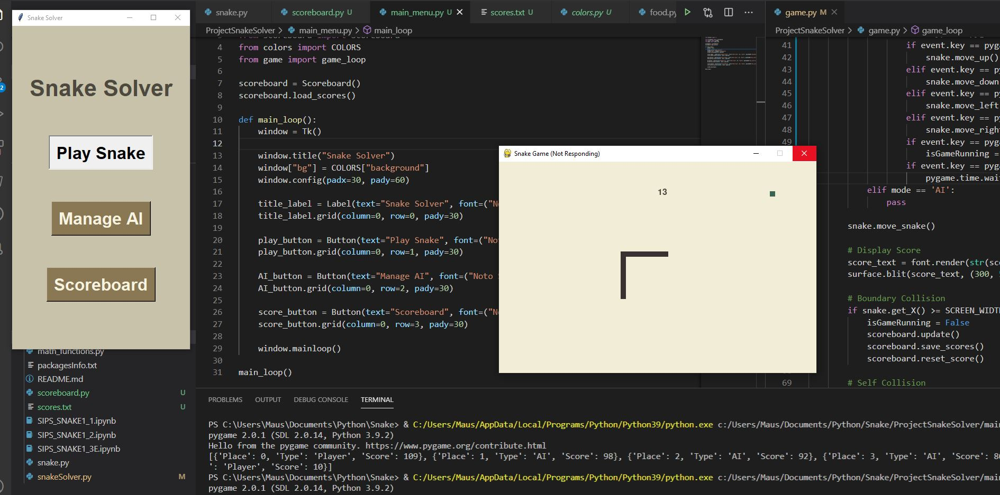 Snake Solver
Snake Solver
Play Snake
Manage AI
Scoreboard
math_functions.py
packagesInfo.txt
README.md
scoreboard.py U
scores.txt U
SIPS_SNAKE1_1.ipynb
SIPS_SNAKE1_2.ipynb
SIPS_SNAKE1_3E.ipynb
snake.py
snakeSolver.py M
2
snake.py scoreboard.py U main_menu.py U scores.txt U colors.py U food.py
ProjectSnakeSolver > main_menu.py > main_loop
3 from scoreboard import Scoreboard
4 from colors import COLORS
5 from game import game_loop
6
7 scoreboard = Scoreboard()
8 scoreboard.load_scores()
9
10 def main_loop():
11 window = Tk()
12
13 window.title("Snake Solver")
14 window["bg"] = COLORS["background"]
15 window.config(padx=30, pady=60)
16
17 title_label = Label(text="Snake Solver", font=("No
18 title_label.grid(column=0, row=0, pady=30)
19
20 play_button = Button(text="Play Snake", font=("No
21 play_button.grid(column=0, row=1, pady=30)
22
23 AI_button = Button(text="Manage AI", font=("Noto
24 AI_button.grid(column=0, row=2, pady=30)
25
26 score_button = Button(text="Scoreboard", font=("No
27 score_button.grid(column=0, row=3, pady=30)
28
29 window.mainloop()
30
31 main_loop()
Snake Game (Not Responding)
13
game.py M
ProjectSnakeSolver > game.py > game_loop
41 if event.key == pyga
42 snake.move_up()
43 elif event.key == py
44 snake.move_down
45 elif event.key == py
46 snake.move_left
47 elif event.key == py
48 snake.move_right
49 if event.key == pyga
isGameRunning =
if event.key == pyga
pygame.time.wai
elif mode == 'AI':
pass
snake.move_snake()
# Display Score
score_text = font.render(str(sco
surface.blit(score_text, (300,
# Boundary Collision
if snake.get_X() >= SCREEN_WIDTH
isGameRunning = False
scoreboard.update()
scoreboard.save_scores()
scoreboard.reset_score()
69 # Self Collision
PROBLEMS OUTPUT DEBUG CONSOLE TERMINAL
PS C:\Users\Maus\Documents\Python\Snake> & C:/Users/Maus/AppData/Local/Programs/Python/Python39/python.exe c:/Users/Maus/Documents/Python/Snake/ProjectSnakeSolver/mai
pygame 2.0.1 (SDL 2.0.14, Python 3.9.2)
Hello from the pygame community. https://www.pygame.org/contribute.html
[{'Place': 0, 'Type': 'Player', 'Score': 109}, {'Place': 1, 'Type': 'AI', 'Score': 98}, {'Place': 2, 'Type': 'AI', 'Score': 92}, {'Place': 3, 'Type': 'AI', 'Score':
': 'Player', 'Score': 10}]
PS C:\Users\Maus\Documents\Python\Snake> & C:/Users/Maus/AppData/Local/Programs/Python/Python39/python.exe c:/Users/Maus/Documents/Python/Snake/ProjectSnakeSolver/mai
pygame 2.0.1 (SDL 2.0.14, Python 3.9.2)